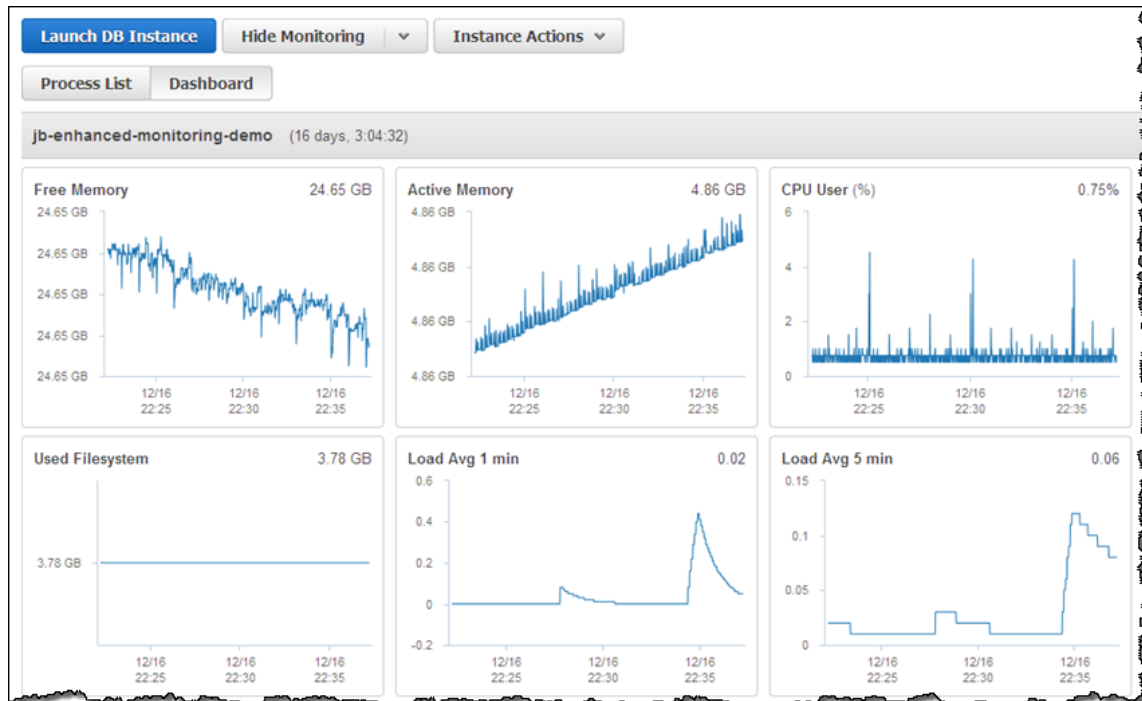 Launch DB Instance Hide Monitoring Instance Actions
Process List Dashboard
jb-enhanced-monitoring-demo (16 days, 3:04:32)
Free Memory 24.65 GB
24.65 GB
24.65 GB
24.65 GB
24.65 GB
24.65 GB
12/16 12/16 12/16
22:25 22:30 22:35
Active Memory 4.86 GB
4.86 GB
4.86 GB
4.86 GB
4.86 GB
12/16 12/16 12/16
22:25 22:30 22:35
CPU User (%) 0.75%
6
4
2
0
12/16 12/16 12/16
22:25 22:30 22:35
Used Filesystem 3.78 GB
3.78 GB
12/16 12/16 12/16
22:25 22:30 22:35
Load Avg 1 min 0.02
0.6
0.4
0.2
0
-0.2
12/16 12/16 12/16
22:25 22:30 22:35
Load Avg 5 min 0.06
0.15
0.1
0.05
0
12/16 12/16 12/16
22:25 22:30 22:35